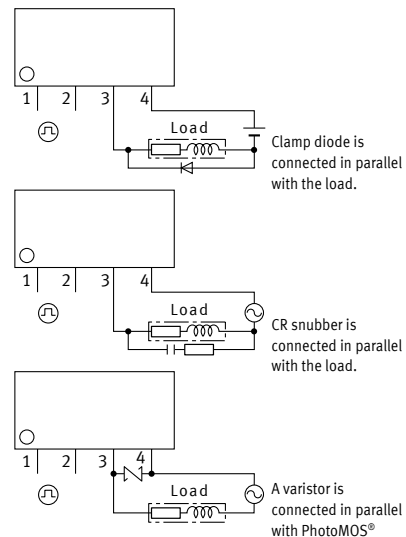 1 2 3 4
Load
Clamp diode is
connected in parallel
with the load.
1 2 3 4
Load
CR snubber is
connected in parallel
with the load.
1 2 3 4
Load
A varistor is
connected in parallel
with PhotoMOS®